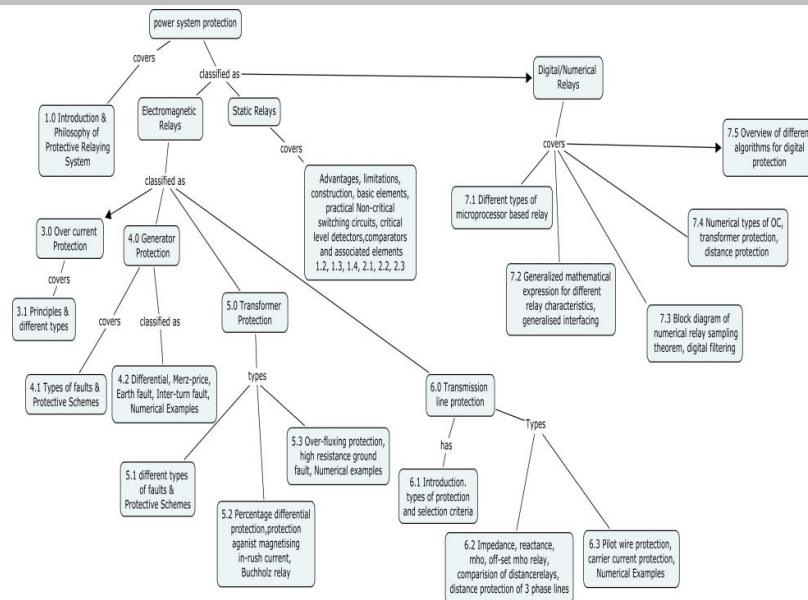 power system protection
covers
classified as
Digital/Numerical
Relays
1.0 Introduction &
Philosophy of
Protective Relaying
System
Electromagnetic
Relays
Static Relays
covers
7.5 Overview of differen
algorithms for digital
protection
covers
classified as
Advantages, limitations,
construction, basic elements,
practical Non-critical
switching circuits, critical
level detectors,comparators
and associated elements
1.2, 1.3, 1.4, 2.1, 2.2, 2.3
7.1 Different types of
microprocessor based relay
7.4 Numerical types of OC,
transformer protection,
distance protection
3.0 Over current
Protection
4.0 Generator
Protection
7.2 Generalized mathematical
expression for different
relay characteristics,
generalised interfacing
covers
3.1 Principles &
different types
covers
classified as
5.0 Transformer
Protection
7.3 Block diagram of
numerical relay sampling
theorem, digital filtering
4.1 Types of faults &
Protective Schemes
4.2 Differential, Merz-price,
Earth fault, Inter-turn fault,
Numerical Examples
types
6.0 Transmission
line protection
5.1 different types
of faults &
Protective Schemes
5.3 Over-fluxing protection,
high resistance ground
fault, Numerical examples
has
Types
5.2 Percentage differential
protection,protection
aganist magnetising
in-rush current,
Buchholz relay
6.1 Introduction.
types of protection
and selection criteria
6.2 Impedance, reactance,
mho, off-set mho relay,
comparision of distancerelays,
distance protection of 3 phase lines
6.3 Pilot wire protection,
carrier current protection,
Numerical Examples